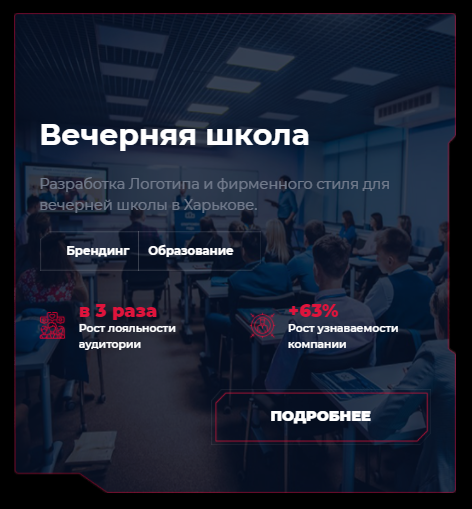 Вечерняя школа
Разработка Логотипа и фирменного стиля для
вечерней школы в Харькове.
Брендинг Образование
в 3 раза
Рост лояльности
аудитории
+63%
Рост узнаваемости
компании
ПОДРОБНЕЕ